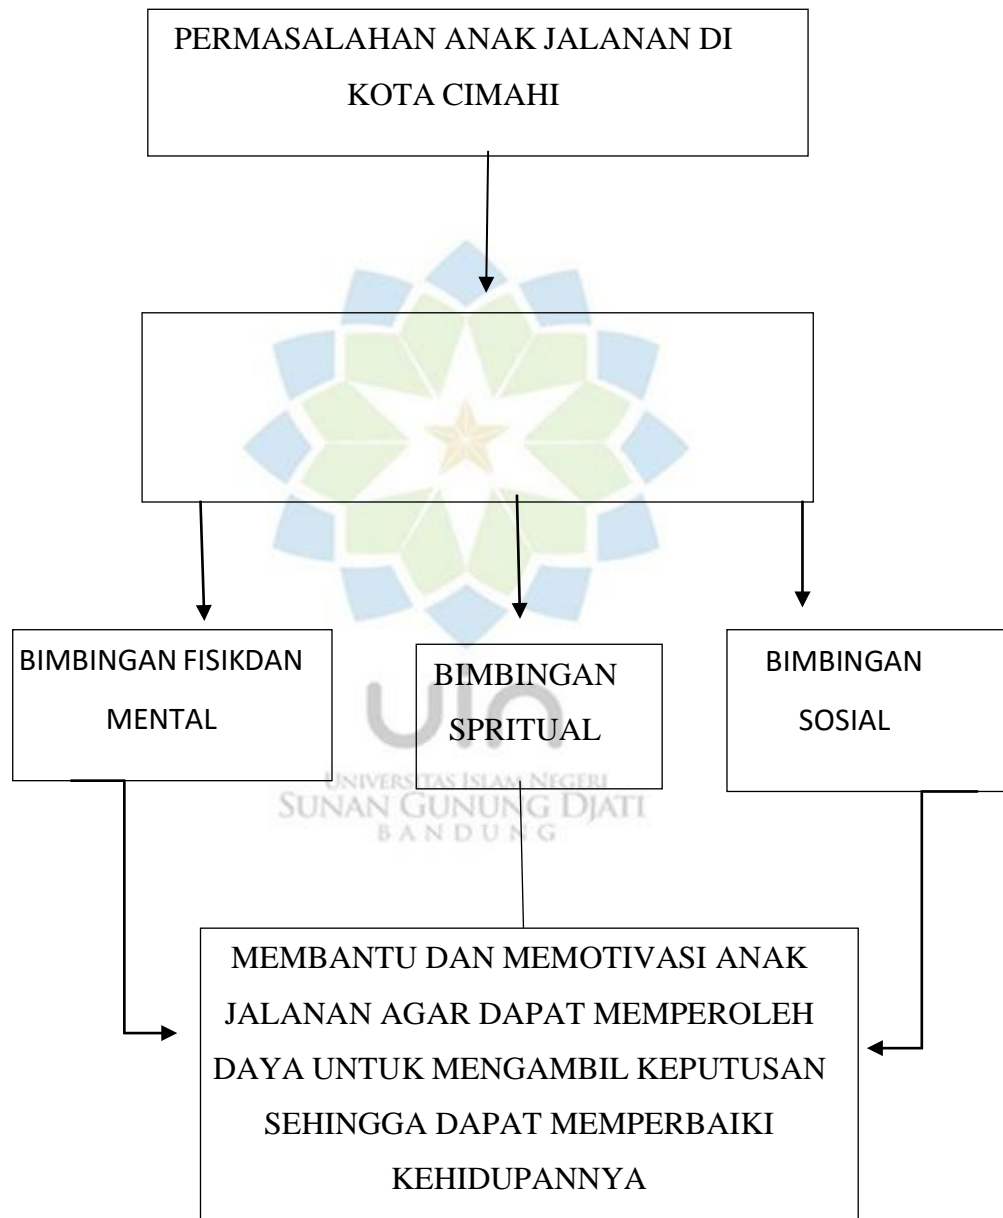 PERMASALAHAN ANAK JALANAN DI
KOTA CIMAHI
BIMBINGAN FISIKDAN
MENTAL
BIMBINGAN
SPRITUAL
BIMBINGAN
SOSIAL
uin
UNIVERSITAS ISLAM NEGERI
SUNAN GUNUNG DJATI
BANDUNG
MEMBANTU DAN MEMOTIVASI ANAK
JALANAN AGAR DAPAT MEMPEROLEH
DAYA UNTUK MENGAMBIL KEPUTUSAN
SEHINGGA DAPAT MEMPERBAIKI
KEHIDUPANNYA